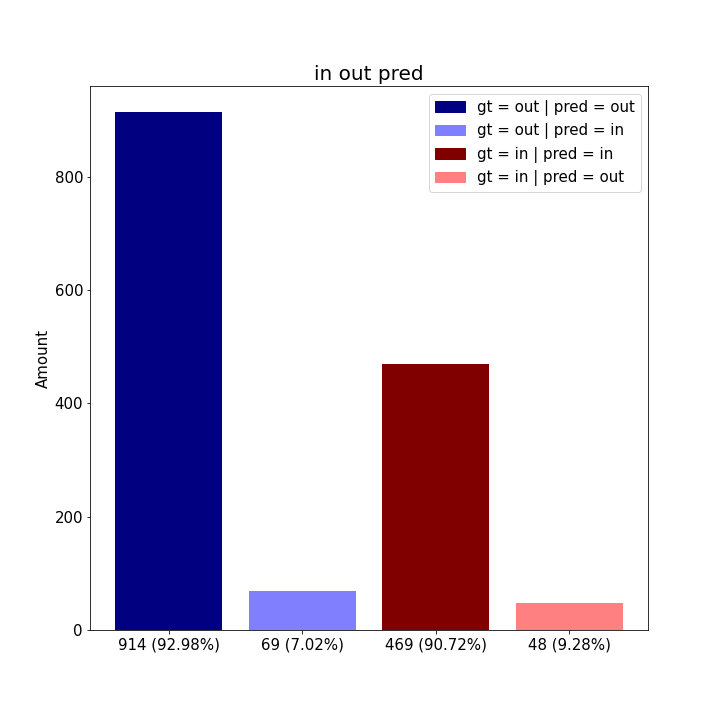 in out pred
gt = out | pred = out
gt = out | pred = in
gt = in | pred = in
gt = in | pred = out
Amount
800
600
400
200
0
914 (92.98%) 69 (7.02%) 469 (90.72%) 48 (9.28%)